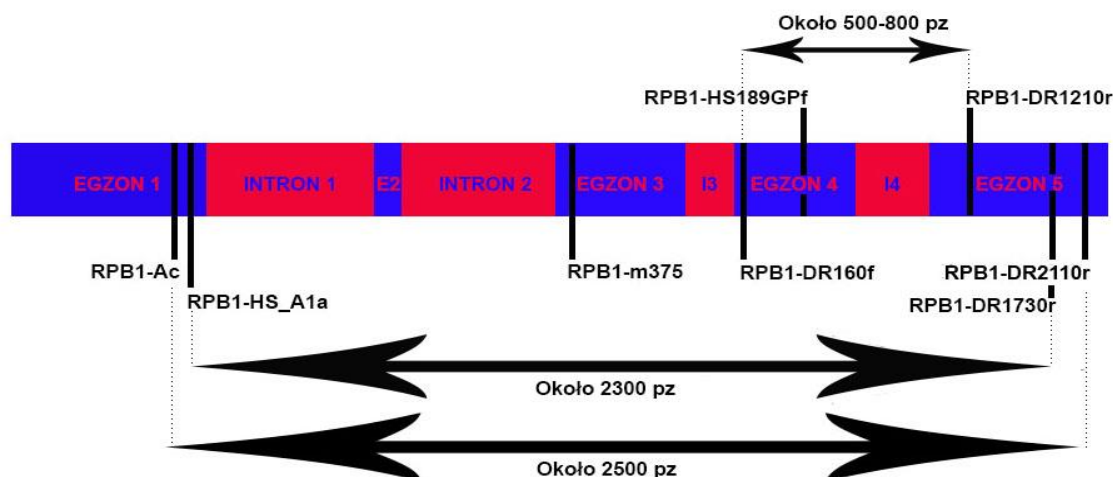 Około 500-800 pz
RPB1-HS189GPf
RPB1-DR1210r
EGZON 1
INTRON 1
E2
INTRON 2
EGZON 3
I3
EGZON 4
I4
EGZON 5
RPB1-Ac
RPB1-m375
RPB1-DR160f
RPB1-DR2110r
RPB1-HS_A1a
RPB1-DR1730r
Około 2300 pz
Około 2500 pz